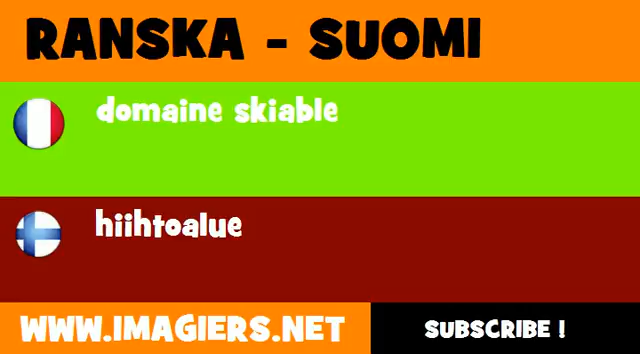 RANSKA - SUOMI
domaine skiable
hiihtoalue
WWW.IMAGIERS.NET
SUBSCRIBE !